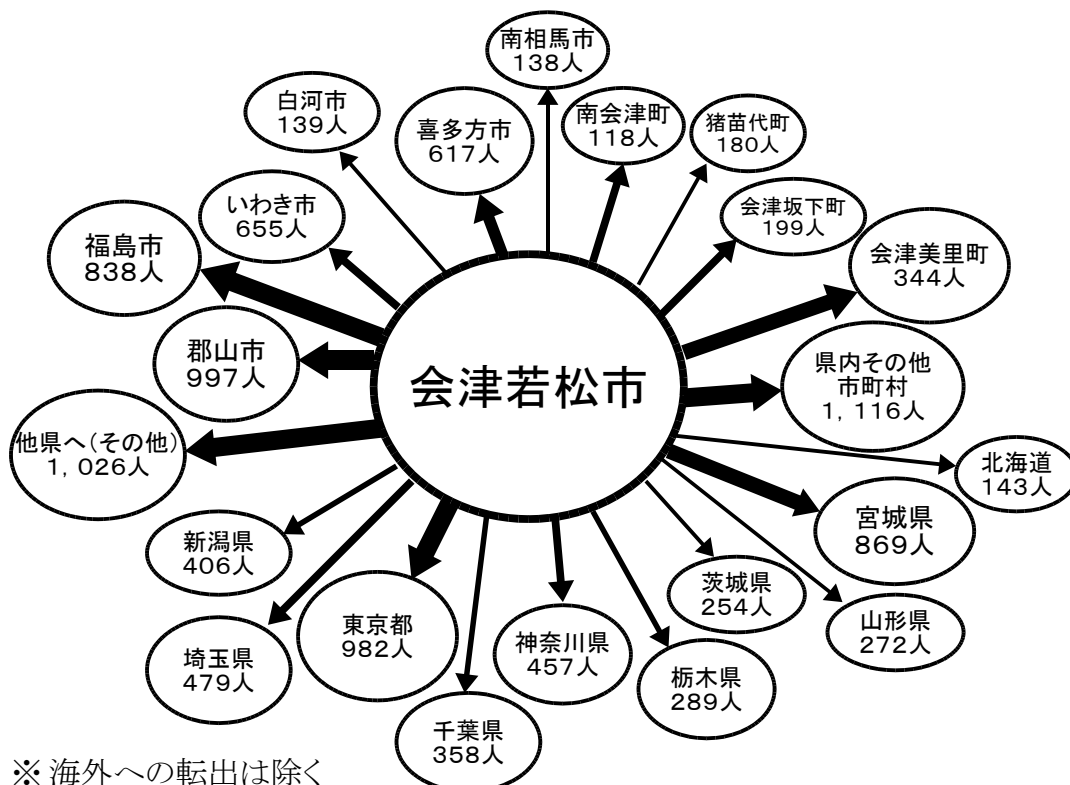 南相馬市
138人
白河市
139人
喜多方市
617人
南会津町
118人
猪苗代町
180人
いわき市
655人
会津坂下町
199人
福島市
838人
会津美里町
344人
郡山市
997人
会津若松市
県内その他
市町村
1,116人
他県へ(その他)
1,026人
北海道
143人
新潟県
406人
宮城県
869人
東京都
982人
茨城県
254人
埼玉県
479人
神奈川県
457人
山形県
272人
栃木県
289人
千葉県
358人
※海外への転出は除く